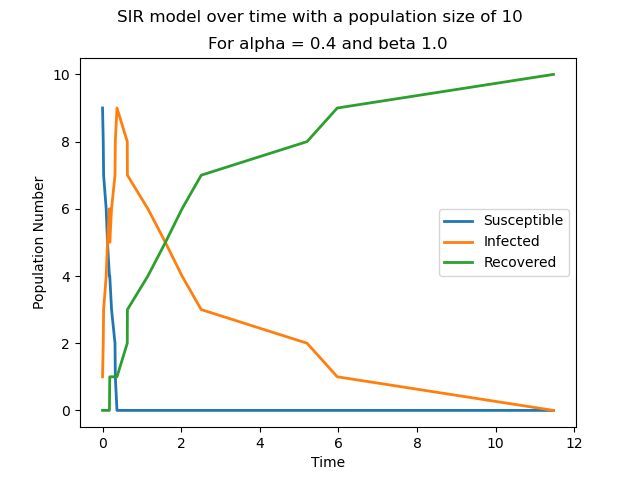 SIR model over time with a population size of 10
For alpha = 0.4 and beta 1.0
10
8
6
4
2
0
Population Number
Susceptible
Infected
Recovered
0 2 4 6 8 10 12
Time